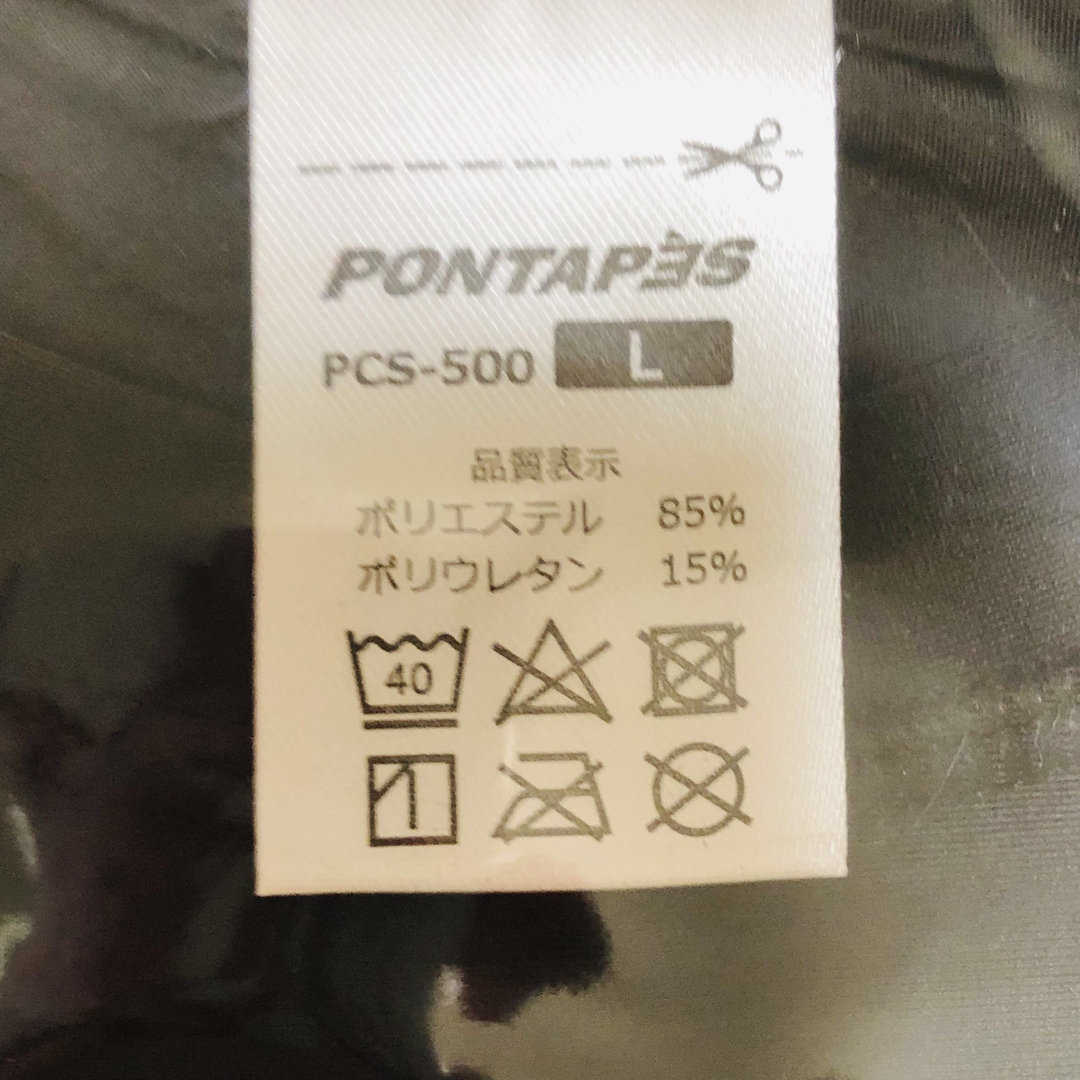 PONTAPÈS
PCS-500 L
品質表示
ポリエステル 85%
ポリウレタン 15%
40